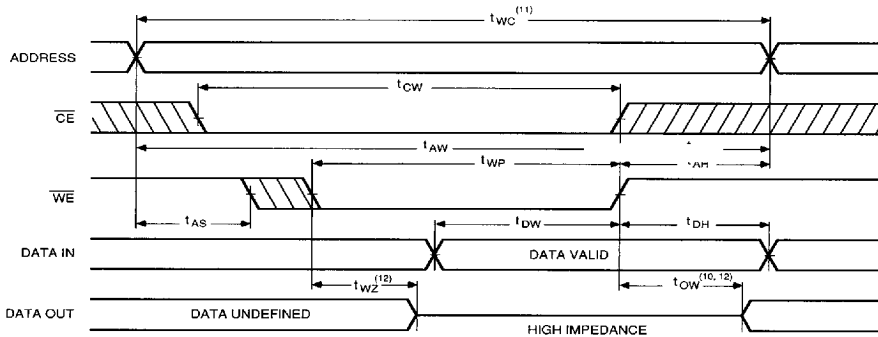 tWC(11)
ADDRESS
tCW
CE
tAW
tWP
tAH
WE
tAS
tDW
tDH
DATA IN
DATA VALID
tWZ(12)
tOW(10, 12)
DATA OUT
DATA UNDEFINED
HIGH IMPEDANCE